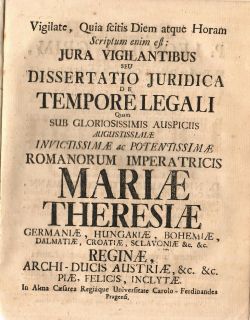 Vigilate, Quia scitis Diem atque Horam
Scriptum enim est:
JURA VIGILANTIBUS
SEU
DISSERTATIO JURIDICA
DE
TEMPORE LEGALI
Quam
SUB GLORIOSISSIMIS AUSPICIIS
AUGUSTISSIMÆ
INVICTISSIMÆ ac POTENTISSIMÆ
ROMANORUM IMPERATRICIS
MARIÆ
THERESIÆ
GERMANIÆ, HUNGARIÆ, BOHEMIÆ,
DALMATIÆ, CROATIÆ, SCLAVONIÆ &c. &c.
REGINÆ,
ARCHI-DUCIS AUSTRIÆ, &c. &c.
PIÆ, FELICIS, INCLYTÆ.
In Alma Cæsarea Regiaque Universitate Carolo-Ferdinandea
Pragensi,